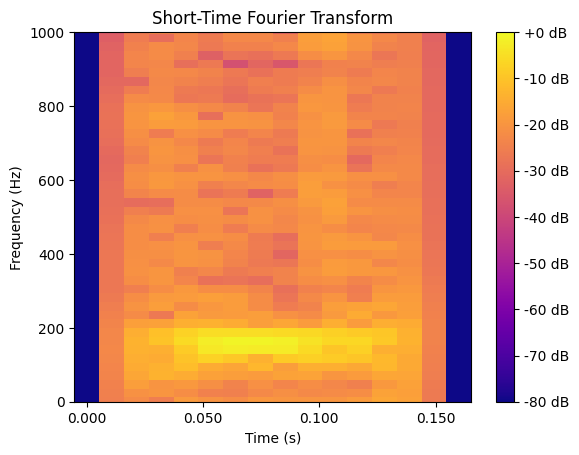 Short-Time Fourier Transform
Frequency (Hz)
1000
800
600
400
200
0
0.000 0.050 0.100 0.150
Time (s)
+0 dB
-10 dB
-20 dB
-30 dB
-40 dB
-50 dB
-60 dB
-70 dB
-80 dB